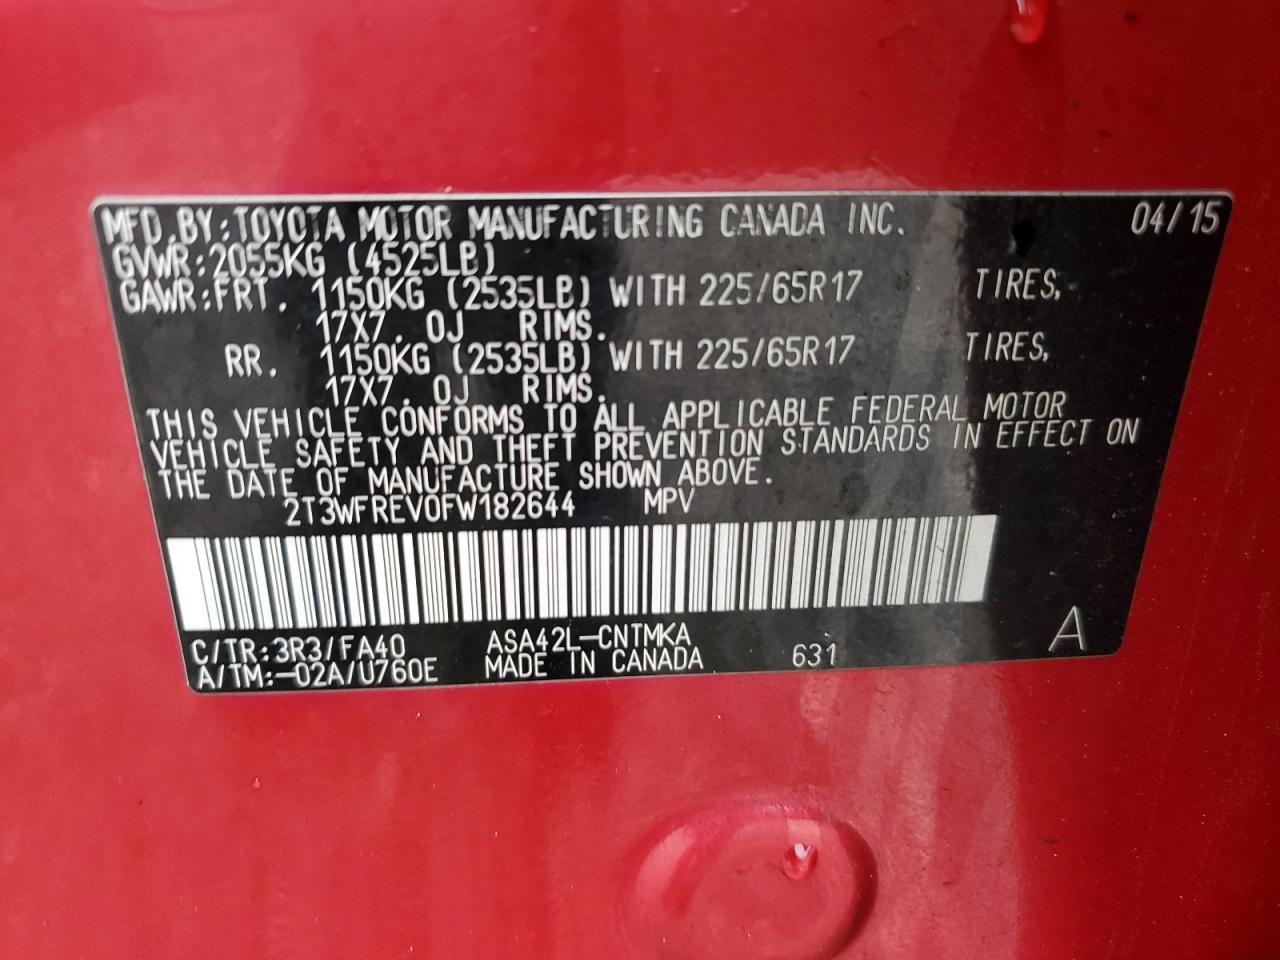 MFD.BY:TOYOTA MOTOR MANUFACTURING CANADA INC. 04/15
GVWR:2055KG (4525LB)
GAWR:FRT. 1150KG (2535LB) WITH 225/65R17 TIRES,
17X7.0J RIMS.
RR. 1150KG (2535LB) WITH 225/65R17 TIRES,
17X7.0J RIMS.
THIS VEHICLE CONFORMS TO ALL APPLICABLE FEDERAL MOTOR
VEHICLE SAFETY AND THEFT PREVENTION STANDARDS IN EFFECT ON
THE DATE OF MANUFACTURE SHOWN ABOVE.
2T3WFREV0FW182644 MPV
C/TR:3R3/FA40 ASA42L-CNTMKA
A/TM:-02A/U760E MADE IN CANADA 631 A